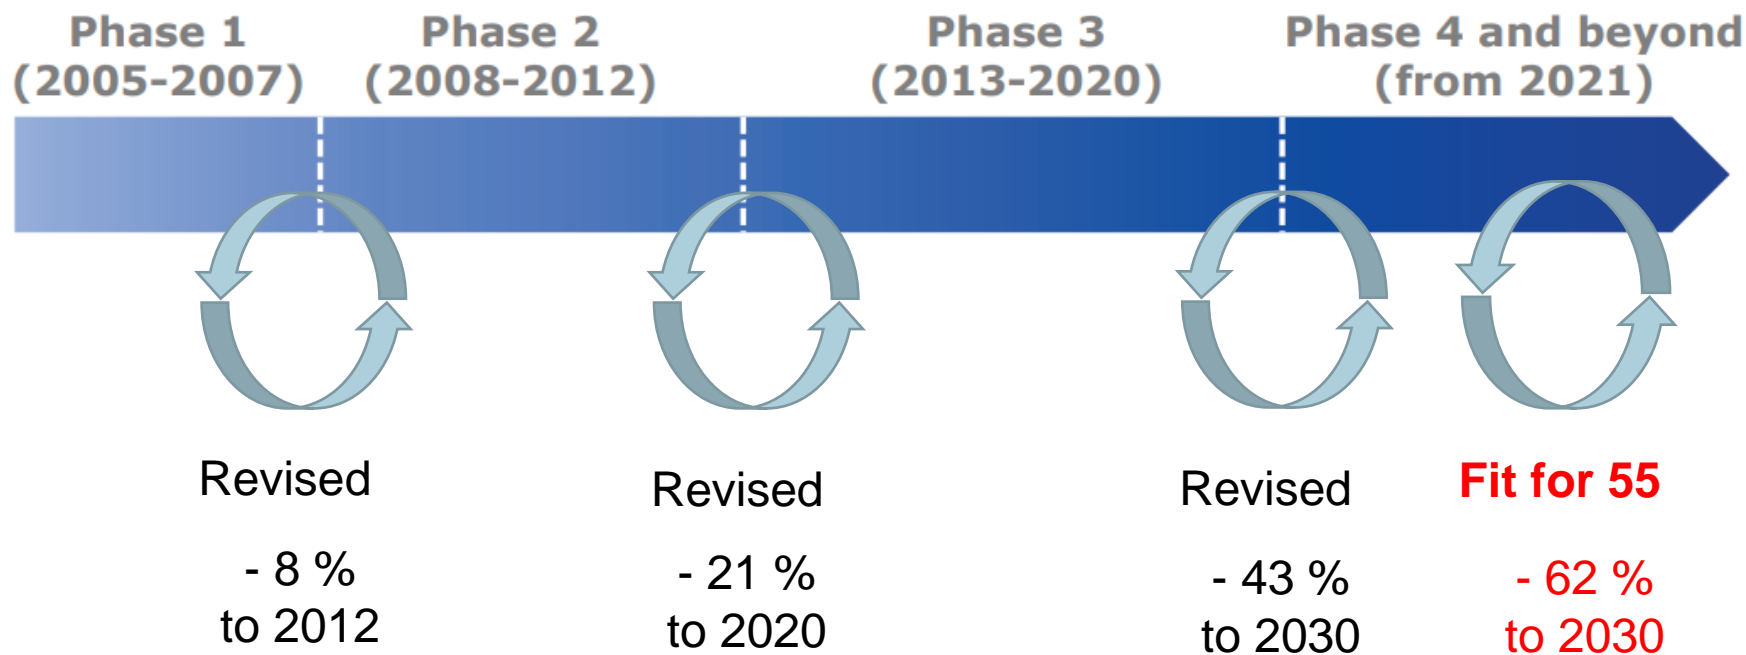 Phase 1
(2005-2007)
Phase 2
(2008-2012)
Phase 3
(2013-2020)
Phase 4 and beyond
(from 2021)
Revised
- 8 %
to 2012
Revised
- 21 %
to 2020
Revised
- 43 %
to 2030
Fit for 55
- 62 %
to 2030